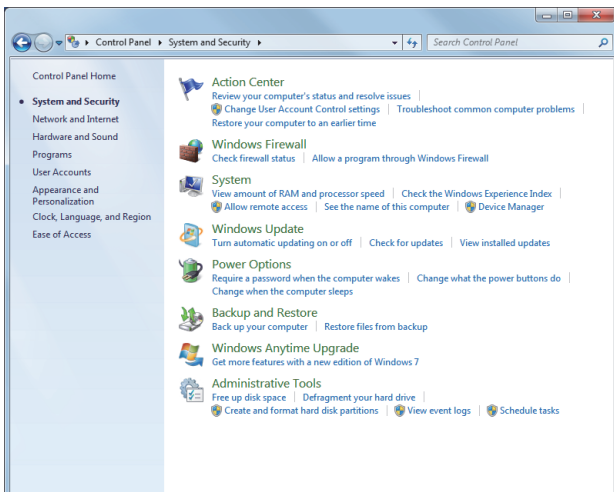 Control Panel System and Security Search Control Panel
Control Panel Home
System and Security
Network and Internet
Hardware and Sound
Programs
User Accounts
Appearance and
Personalization
Clock, Language, and Region
Ease of Access
Action Center
Review your computer's status and resolve issues
Change User Account Control settings Troubleshoot common computer problems
Restore your computer to an earlier time
Windows Firewall
Check firewall status Allow a program through Windows Firewall
System
View amount of RAM and processor speed Check the Windows Experience Index
Allow remote access See the name of this computer Device Manager
Windows Update
Turn automatic updating on or off Check for updates View installed updates
Power Options
Require a password when the computer wakes Change what the power buttons do
Change when the computer sleeps
Backup and Restore
Back up your computer Restore files from backup
Windows Anytime Upgrade
Get more features with a new edition of Windows 7
Administrative Tools
Free up disk space Defragment your hard drive
Create and format hard disk partitions View event logs Schedule tasks